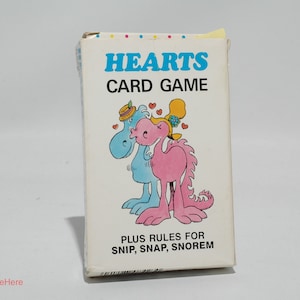 HEARTS
CARD GAME
PLUS RULES FOR
SNIP, SNAP, SNOREM